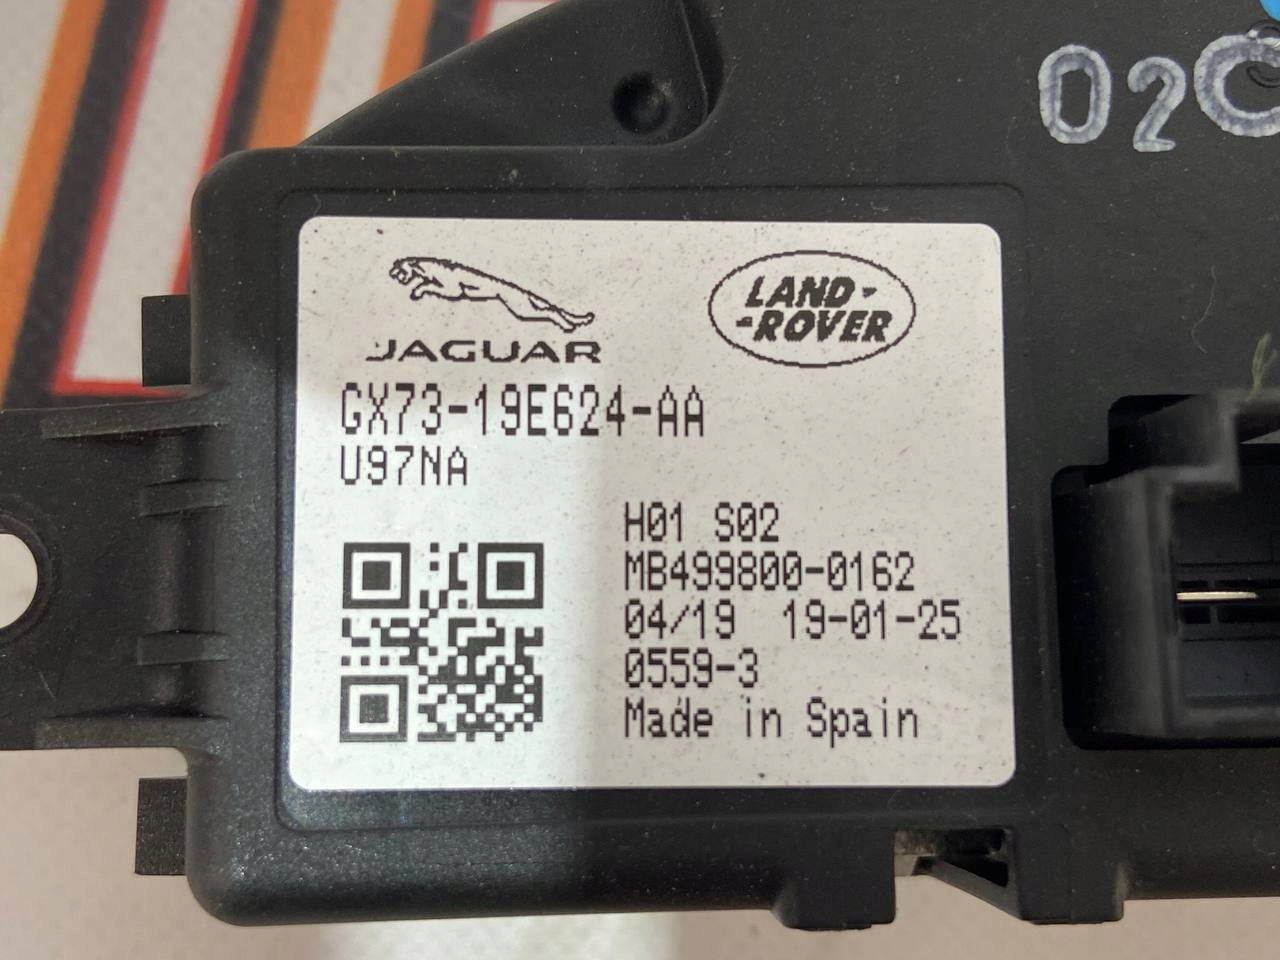 02
JAGUAR
LAND-
-ROVER
GX73-19E624-AA
U97NA
H01 S02
MB499800-0162
04/19 19-01-25
0559-3
Made in Spain